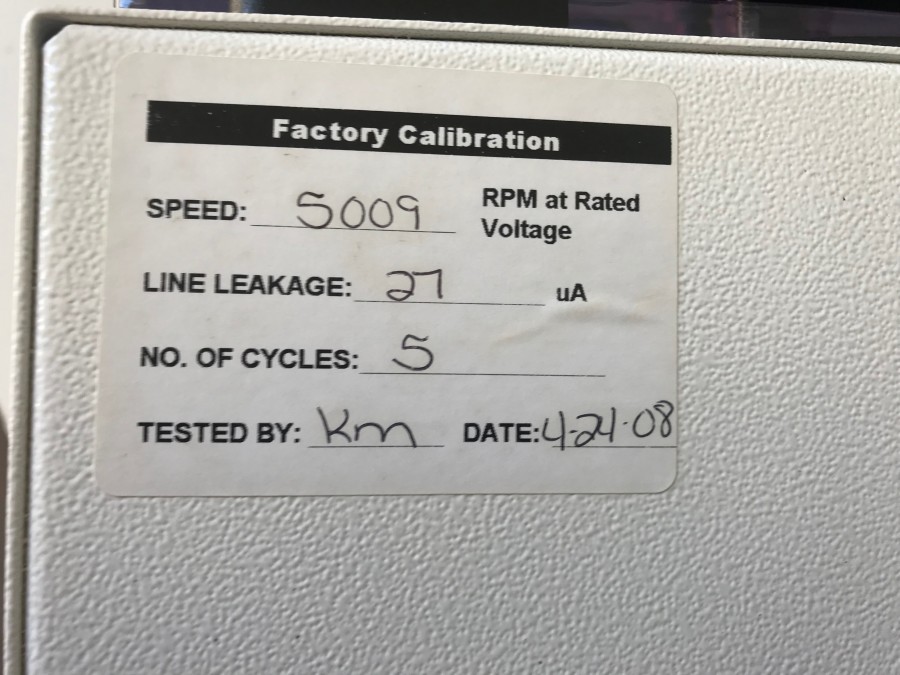 Factory Calibration
SPEED: 5009 RPM at Rated
Voltage
LINE LEAKAGE: 27 uA
NO. OF CYCLES: 5
TESTED BY: Km DATE: 4-24-08